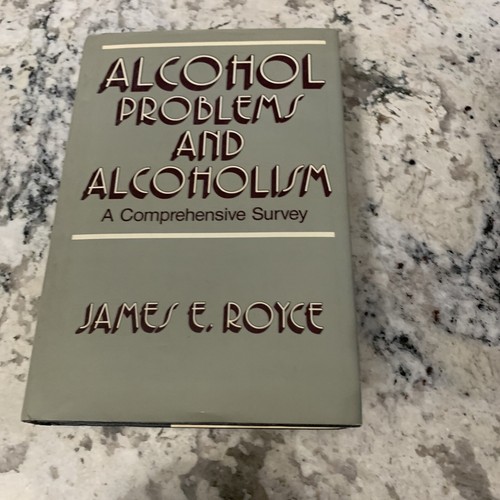 ALCOHOL
PROBLEMS
AND
ALCOHOLISM
A Comprehensive Survey
JAMES E. ROYCE